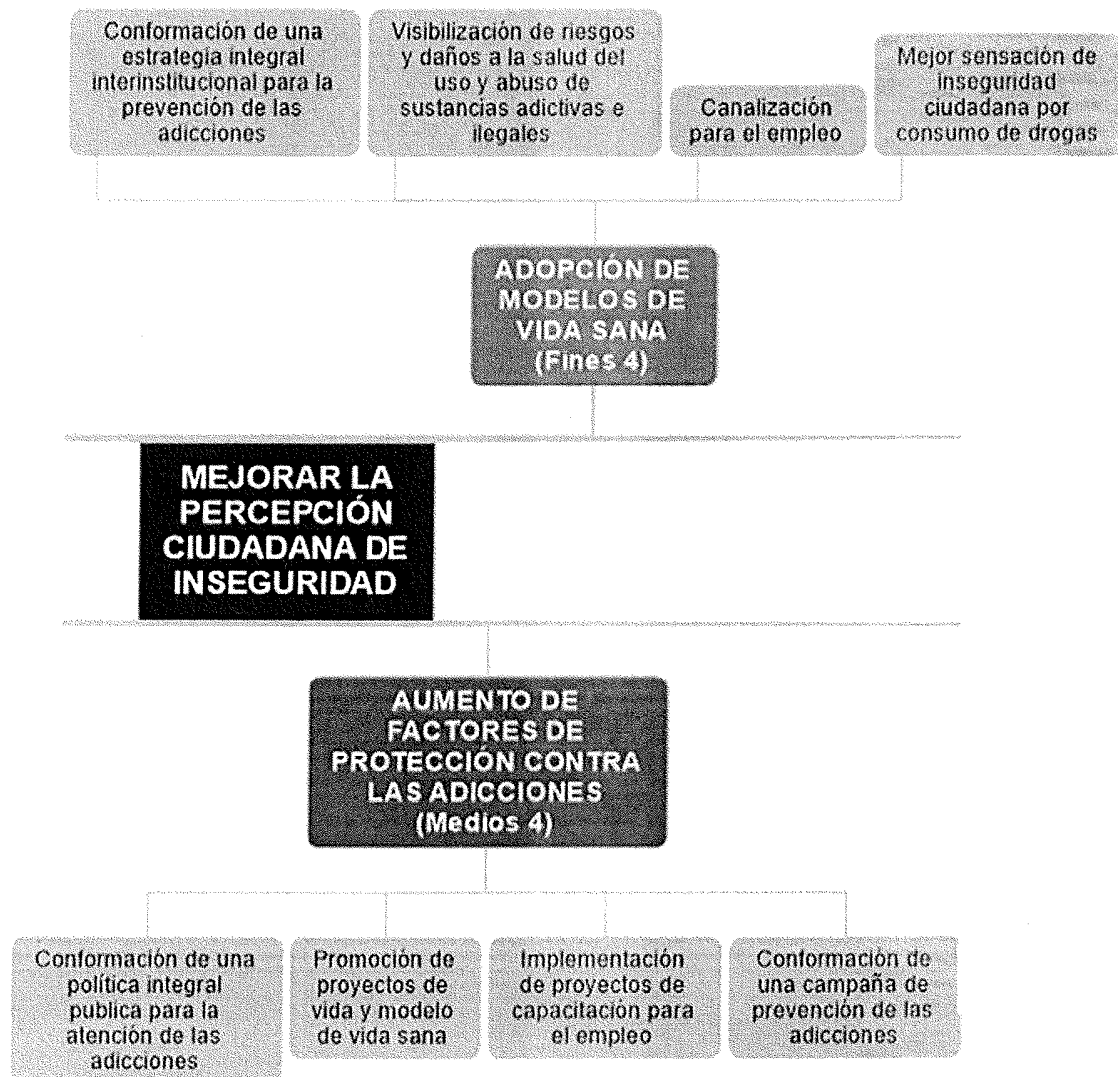 Conformación de una
estrategia integral
interinstitucional para la
prevención de las
adicciones
Visibilización de riesgos
y daños a la salud del
uso y abuso de
sustancias adictivas e
ilegales
Canalización
para el empleo
Mejor sensación de
inseguridad
ciudadana por
consumo de drogas
ADOPCIÓN DE
MODELOS DE
VIDA SANA
(Fines 4)
MEJORAR LA
PERCEPCIÓN
CIUDADANA DE
INSEGURIDAD
AUMENTO DE
FACTORES DE
PROTECCIÓN CONTRA
LAS ADICCIONES
(Medios 4)
Conformación de una
política integral
publica para la
atención de las
adicciones
Promoción de
proyectos de
vida y modelo
de vida sana
Implementación
de proyectos de
capacitación para
el empleo
Conformación de
una campaña de
prevención de las
adicciones